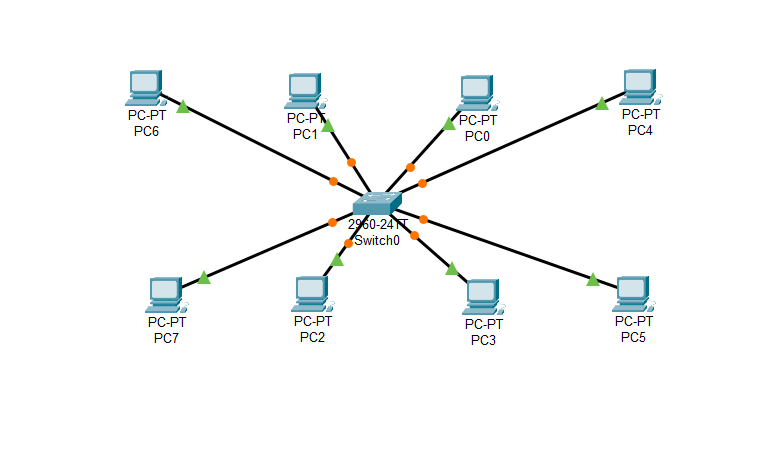 PC-PT
PC6
PC-PT
PC1
PC-PT
PC0
PC-PT
PC4
2960-24TT
Switch0
PC-PT
PC7
PC-PT
PC2
PC-PT
PC3
PC-PT
PC5